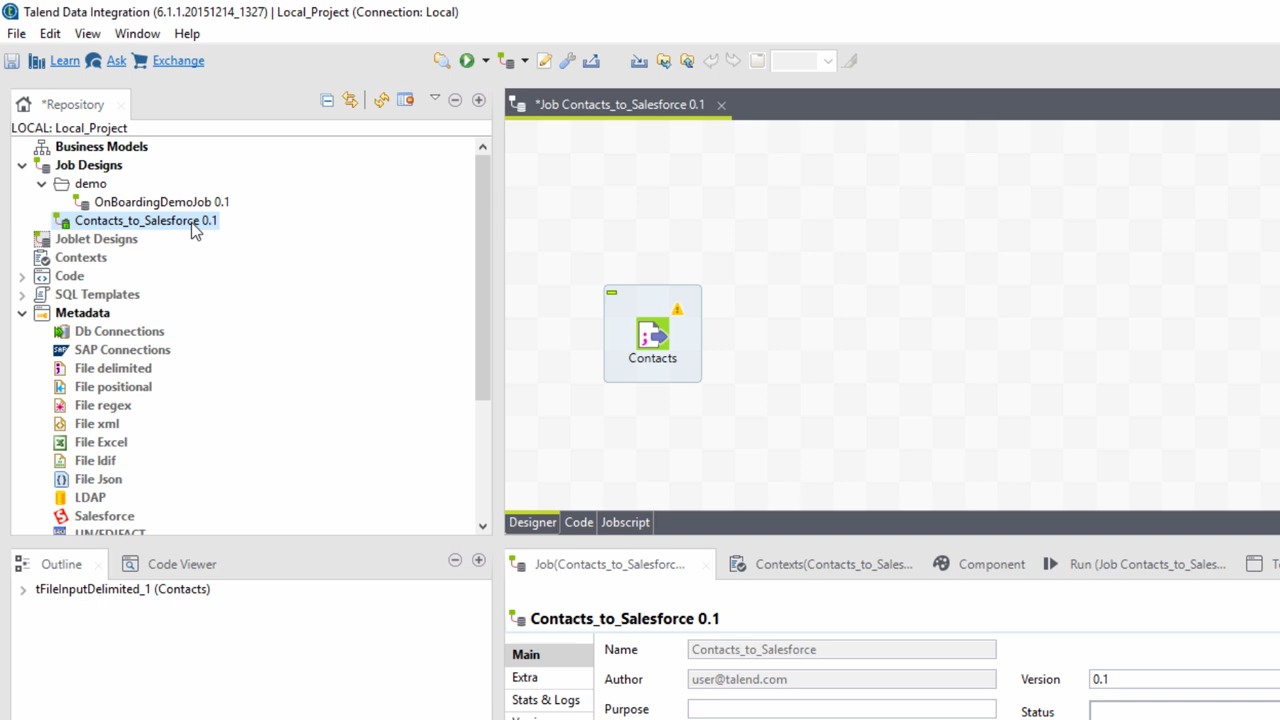 Talend Data Integration (6.1.1.20151214_1327) | Local_Project (Connection: Local)
File Edit View Window Help
Learn Ask Exchange
*Repository
LOCAL: Local_Project
Business Models
Job Designs
demo
OnBoardingDemoJob 0.1
Contacts_to_Salesforce 0.1
Joblet Designs
Contexts
Code
SQL Templates
Metadata
Db Connections
SAP Connections
File delimited
File positional
File regex
File xml
File Excel
File ldif
File Json
LDAP
Salesforce
UN/EDIFACT
*Job Contacts_to_Salesforce 0.1
Contacts
Designer Code Jobscript
Outline Code Viewer
tFileInputDelimited_1 (Contacts)
Job(Contacts_to_Salesforc... Contexts(Contacts_to_Sales... Component Run (Job Contacts_to_Sales...
Contacts_to_Salesforce 0.1
Main
Extra
Stats & Logs
Name Contacts_to_Salesforce
Author user@talend.com Version 0.1
Purpose Status